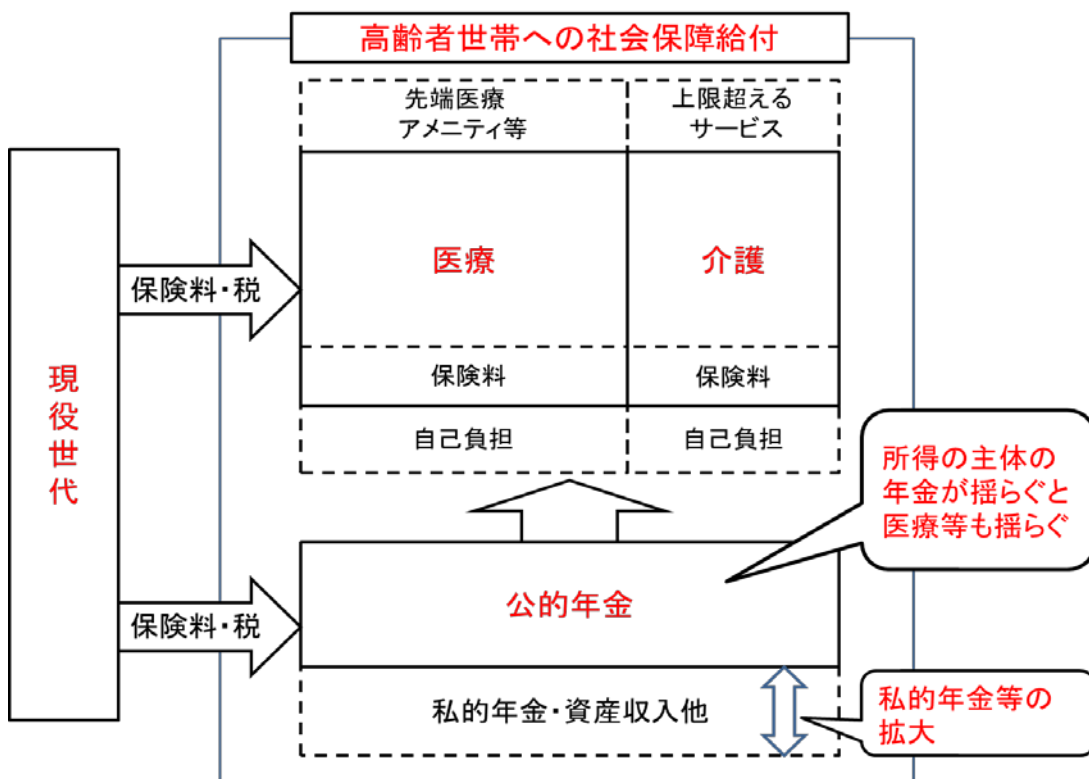 高齢者世帯への社会保障給付
先端医療
アメニティ等
上限超える
サービス
現役世代
保険料・税
医療
介護
保険料
保険料
自己負担
自己負担
所得の主体の
年金が揺らぐと
医療等も揺らぐ
保険料・税
公的年金
私的年金・資産収入他
私的年金等の
拡大